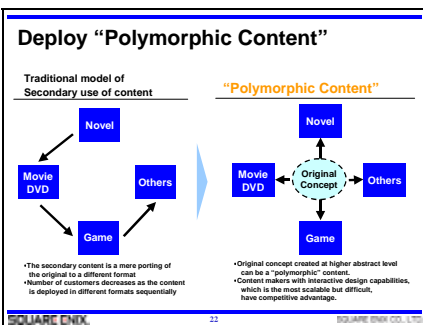 Deploy “Polymorphic Content”
Traditional model of
Secondary use of content
Novel
Movie
DVD
Others
Game
•The secondary content is a mere porting of
the original to a different format
•Number of customers decreases as the content
is deployed in different formats sequentially
“Polymorphic Content”
Novel
Movie
DVD
Original
Concept
Others
Game
•Original concept created at higher abstract level
can be a “polymorphic” content.
•Content makers with interactive design capabilities,
which is the most scalable but difficult,
have competitive advantage.
SQUARE ENIX.
22
SQUARE ENIX CO., LTD